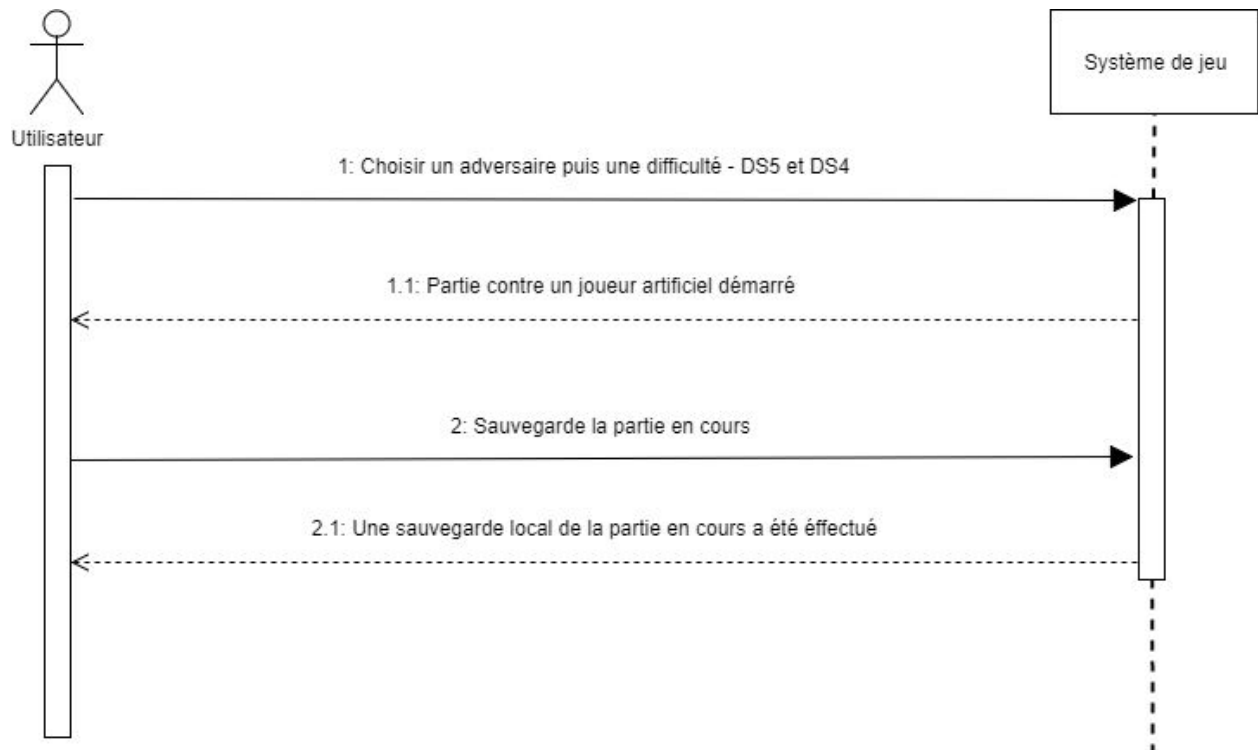 Système de jeu
Utilisateur
1: Choisir un adversaire puis une difficulté - DS5 et DS4
1.1: Partie contre un joueur artificiel démarré
2: Sauvegarde la partie en cours
2.1: Une sauvegarde local de la partie en cours a été éffectué